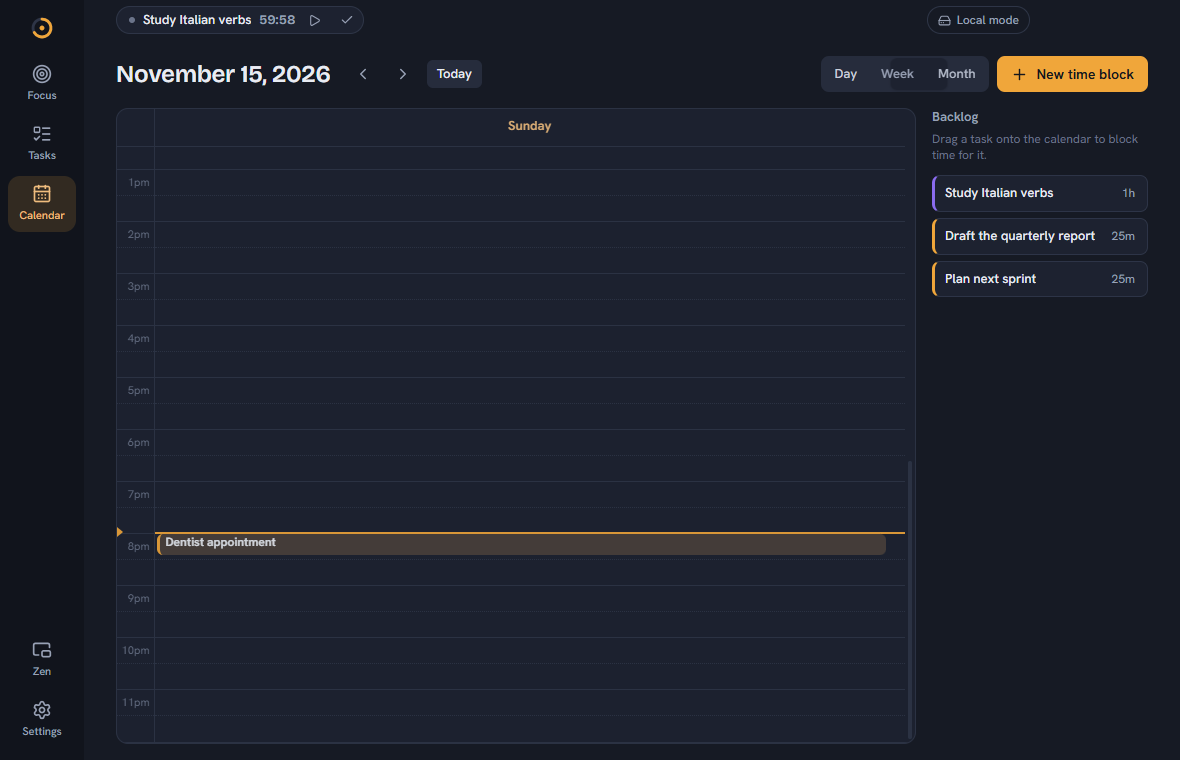 Study Italian verbs 59:58
Local mode
Focus
Tasks
Calendar
Zen
Settings
November 15, 2026
Today
Day Week Month
New time block
Sunday
1pm
2pm
3pm
4pm
5pm
6pm
7pm
8pm
Dentist appointment
9pm
10pm
11pm
Backlog
Drag a task onto the calendar to block
time for it.
Study Italian verbs 1h
Draft the quarterly report 25m
Plan next sprint 25m